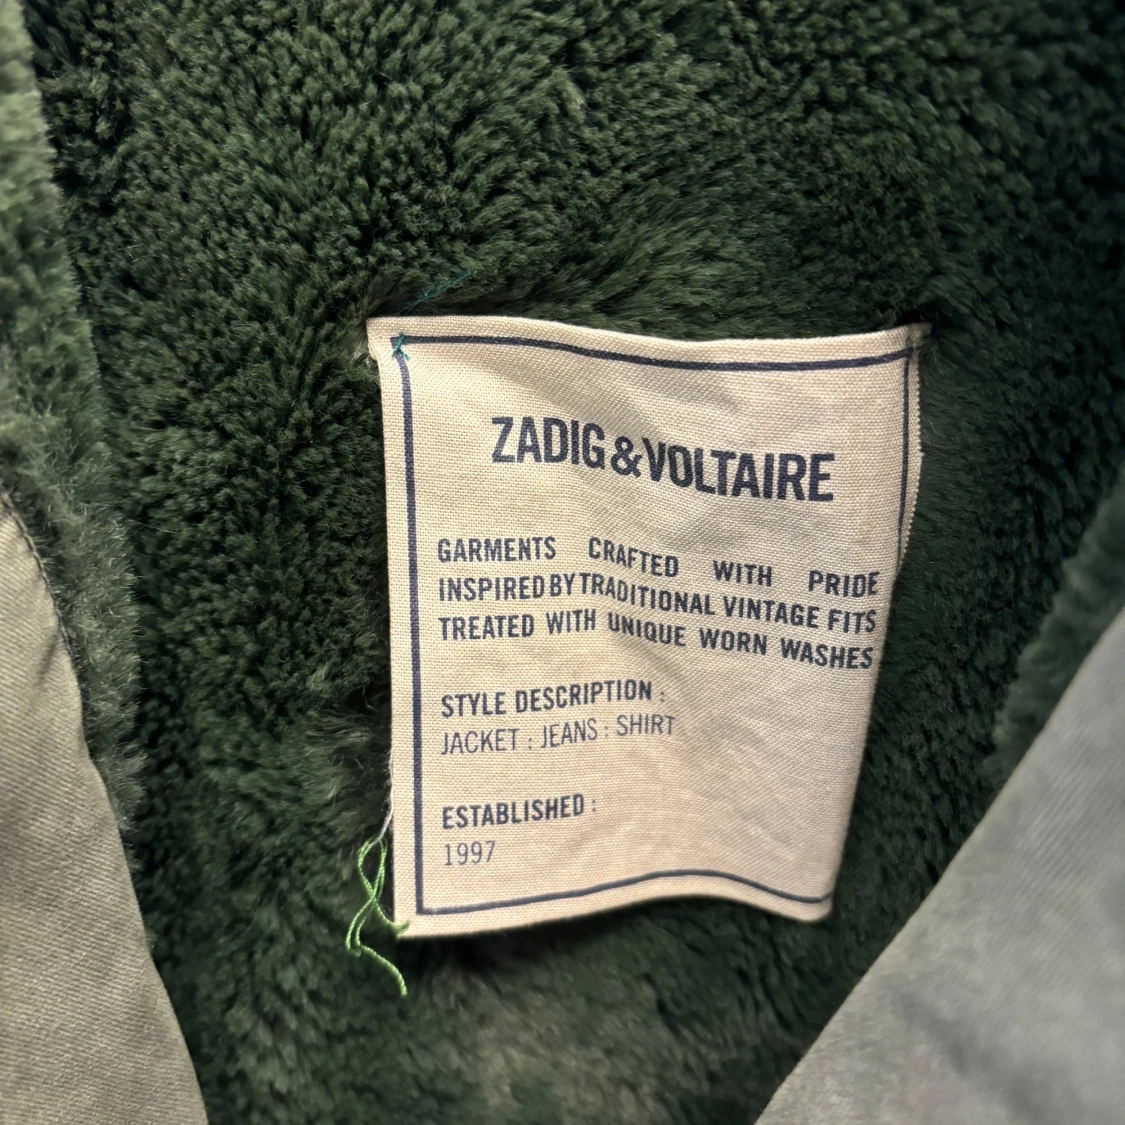 ZADIG & VOLTAIRE
GARMENTS CRAFTED WITH PRIDE
INSPIRED BY TRADITIONAL VINTAGE FITS
TREATED WITH UNIQUE WORN WASHES
STYLE DESCRIPTION :
JACKET : JEANS : SHIRT
ESTABLISHED :
1997